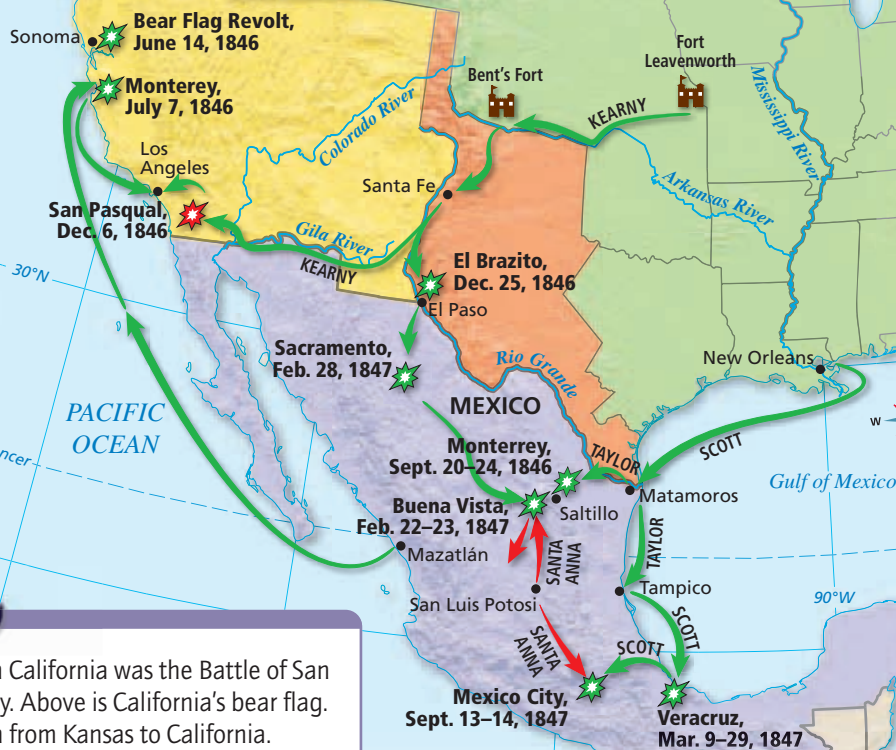 Bear Flag Revolt,
June 14, 1846
Sonoma
Monterey,
July 7, 1846
Los
Angeles
San Pasqual,
Dec. 6, 1846
Colorado River
Gila River
KEARNY
Santa Fe
Bent's Fort
KEARNY
Fort
Leavenworth
Mississippi River
Arkansas River
El Brazito,
Dec. 25, 1846
El Paso
30°N
Sacramento,
Feb. 28, 1847
Rio Grande
New Orleans
PACIFIC
OCEAN
MEXICO
SCOTT
W
Monterrey,
Sept. 20–24, 1846
TAYLOR
Gulf of Mexico
ncer
Buena Vista,
Feb. 22–23, 1847
Saltillo
Matamoros
Mazatlán
SANTA
ANNA
TAYLOR
San Luis Potosi
Tampico
90°W
SANTA
ANNA
SCOTT
SCOTT
Mexico City,
Sept. 13–14, 1847
Veracruz,
Mar. 9–29, 1847
California was the Battle of San
y. Above is California's bear flag.
from Kansas to California.